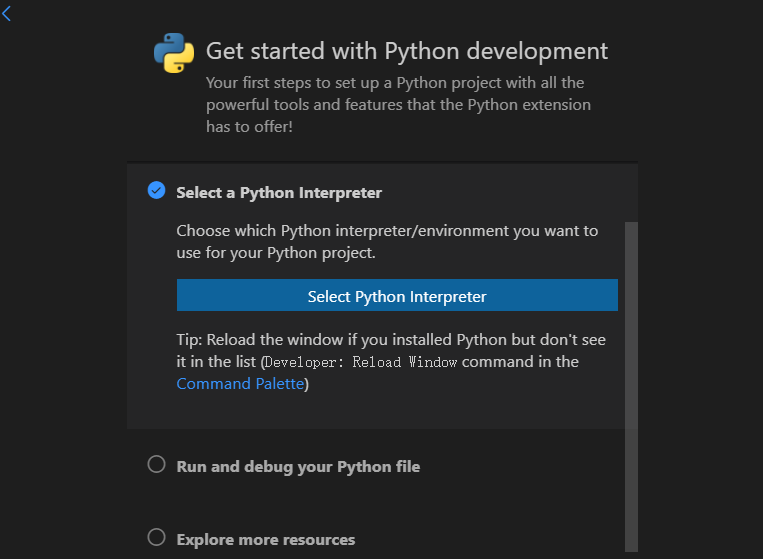 Get started with Python development
Your first steps to set up a Python project with all the
powerful tools and features that the Python extension
has to offer!
Select a Python Interpreter
Choose which Python interpreter/environment you want to
use for your Python project.
Select Python Interpreter
Tip: Reload the window if you installed Python but don't see
it in the list (Developer: Reload Window command in the
Command Palette)
Run and debug your Python file
Explore more resources